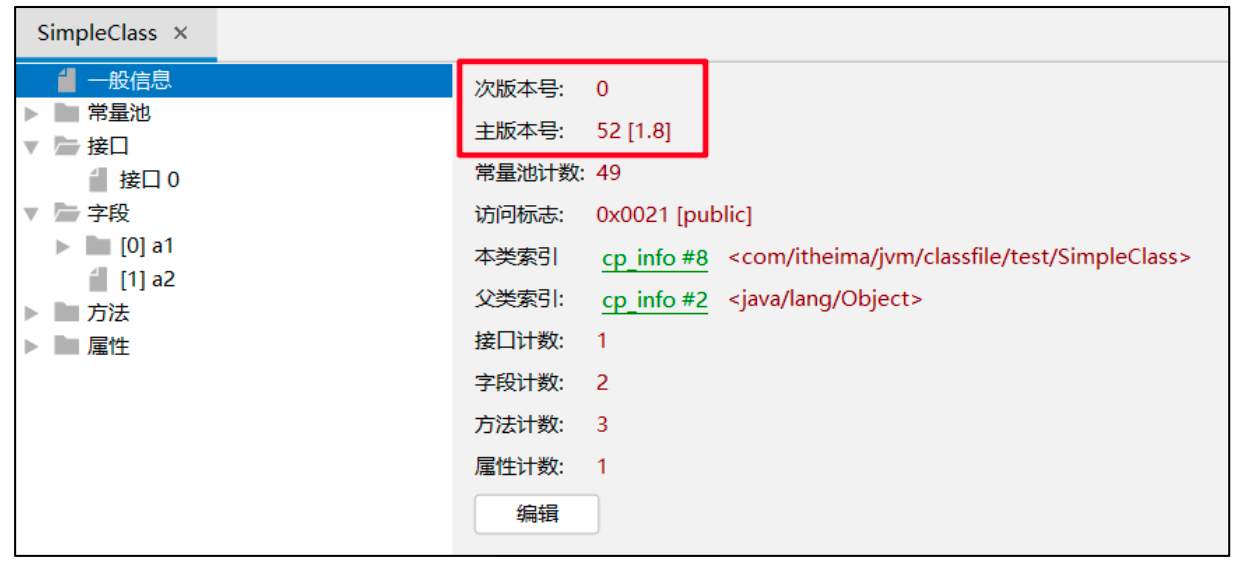 SimpleClass ×
一般信息
常量池
接口
接口 0
字段
[0] a1
[1] a2
方法
属性
次版本号: 0
主版本号: 52 [1.8]
常量池计数: 49
访问标志: 0x0021 [public]
本类索引 cp_info #8 <com/itheima/jvm/classfile/test/SimpleClass>
父类索引: cp_info #2 <java/lang/Object>
接口计数: 1
字段计数: 2
方法计数: 3
属性计数: 1
编辑